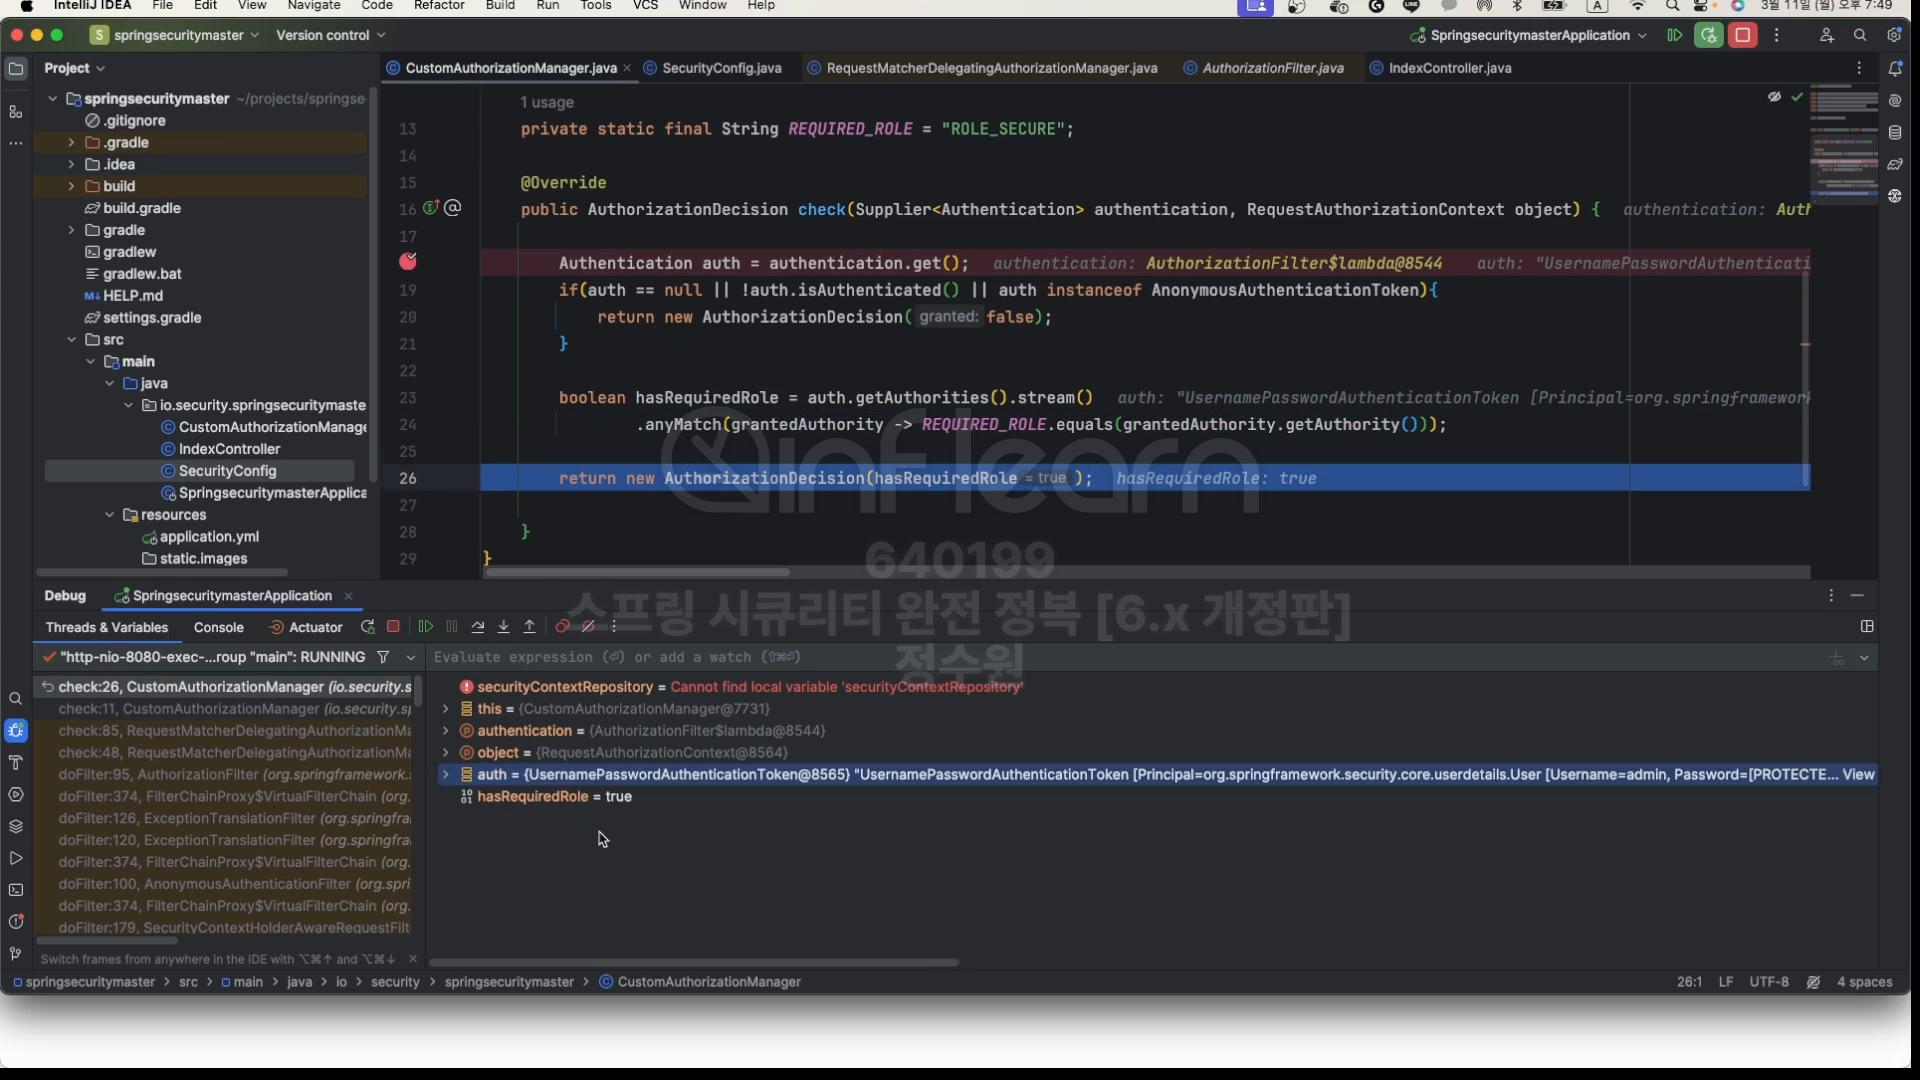 IntelliJ IDEA File Edit View Navigate Code Refactor Build Run Tools VCS Window Help
A 3월 11일 (월) 오후 7:49
S springsecuritymaster Version control
SpringsecuritymasterApplication
Project
CustomAuthorizationManager.java SecurityConfig.java RequestMatcherDelegatingAuthorizationManager.java AuthorizationFilter.java IndexController.java
springsecuritymaster ~/projects/springse
.gitignore
.gradle
.idea
build
build.gradle
gradle
gradlew
gradlew.bat
M↓ HELP.md
settings.gradle
src
main
java
io.security.springsecuritymaste
CustomAuthorizationManage
IndexController
SecurityConfig
SpringsecuritymasterApplica
resources
application.yml
static.images
1 usage
13 private static final String REQUIRED_ROLE = "ROLE_SECURE";
14
15 @Override
16 public AuthorizationDecision check(Supplier<Authentication> authentication, RequestAuthorizationContext object) { authentication: Auth
17
Authentication auth = authentication.get(); authentication: AuthorizationFilter$lambda@8544 auth: "UsernamePasswordAuthenticati
19 if(auth == null || !auth.isAuthenticated() || auth instanceof AnonymousAuthenticationToken){
20 return new AuthorizationDecision( granted: false);
21 }
22
23 boolean hasRequiredRole = auth.getAuthorities().stream() auth: "UsernamePasswordAuthenticationToken [Principal=org.springframework
24 .anyMatch(grantedAuthority -> REQUIRED_ROLE.equals(grantedAuthority.getAuthority()));
25
26 return new AuthorizationDecision(hasRequiredRole = true ); hasRequiredRole: true
27
28 }
29 }
inflearn
640199
스프링 시큐리티 완전 정복 [6.x 개정판]
정수원
Debug SpringsecuritymasterApplication
Threads & Variables Console Actuator
"http-nio-8080-exec-...roup "main": RUNNING
Evaluate expression (⏎) or add a watch (⇧⌘⏎)
check:26, CustomAuthorizationManager (io.security.s
check:11, CustomAuthorizationManager (io.security.sp
check:85, RequestMatcherDelegatingAuthorizationMa
check:48, RequestMatcherDelegatingAuthorizationMa
doFilter:95, AuthorizationFilter (org.springframework.
doFilter:374, FilterChainProxy$VirtualFilterChain (org.
doFilter:126, ExceptionTranslationFilter (org.springfra
doFilter:120, ExceptionTranslationFilter (org.springfra
doFilter:374, FilterChainProxy$VirtualFilterChain (org.
doFilter:100, AnonymousAuthenticationFilter (org.spri
doFilter:374, FilterChainProxy$VirtualFilterChain (org.
doFilter:179, SecurityContextHolderAwareRequestFilt
Switch frames from anywhere in the IDE with ⌥⌘↑ and ⌥⌘↓
securityContextRepository = Cannot find local variable 'securityContextRepository'
this = {CustomAuthorizationManager@7731}
authentication = {AuthorizationFilter$lambda@8544}
object = {RequestAuthorizationContext@8564}
auth = {UsernamePasswordAuthenticationToken@8565} "UsernamePasswordAuthenticationToken [Principal=org.springframework.security.core.userdetails.User [Username=admin, Password=[PROTECTE... View
hasRequiredRole = true
springsecuritymaster > src > main > java > io > security > springsecuritymaster > CustomAuthorizationManager
26:1 LF UTF-8 4 spaces